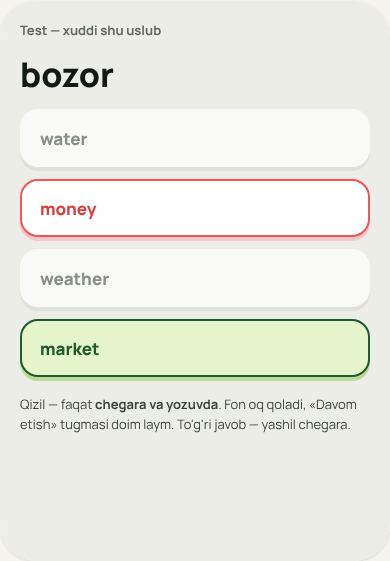 Test — xuddi shu uslub
bozor
water
money
weather
market
Qizil — faqat chegara va yozuvda. Fon oq qoladi, «Davom
etish» tugmasi doim laym. To'g'ri javob — yashil chegara.